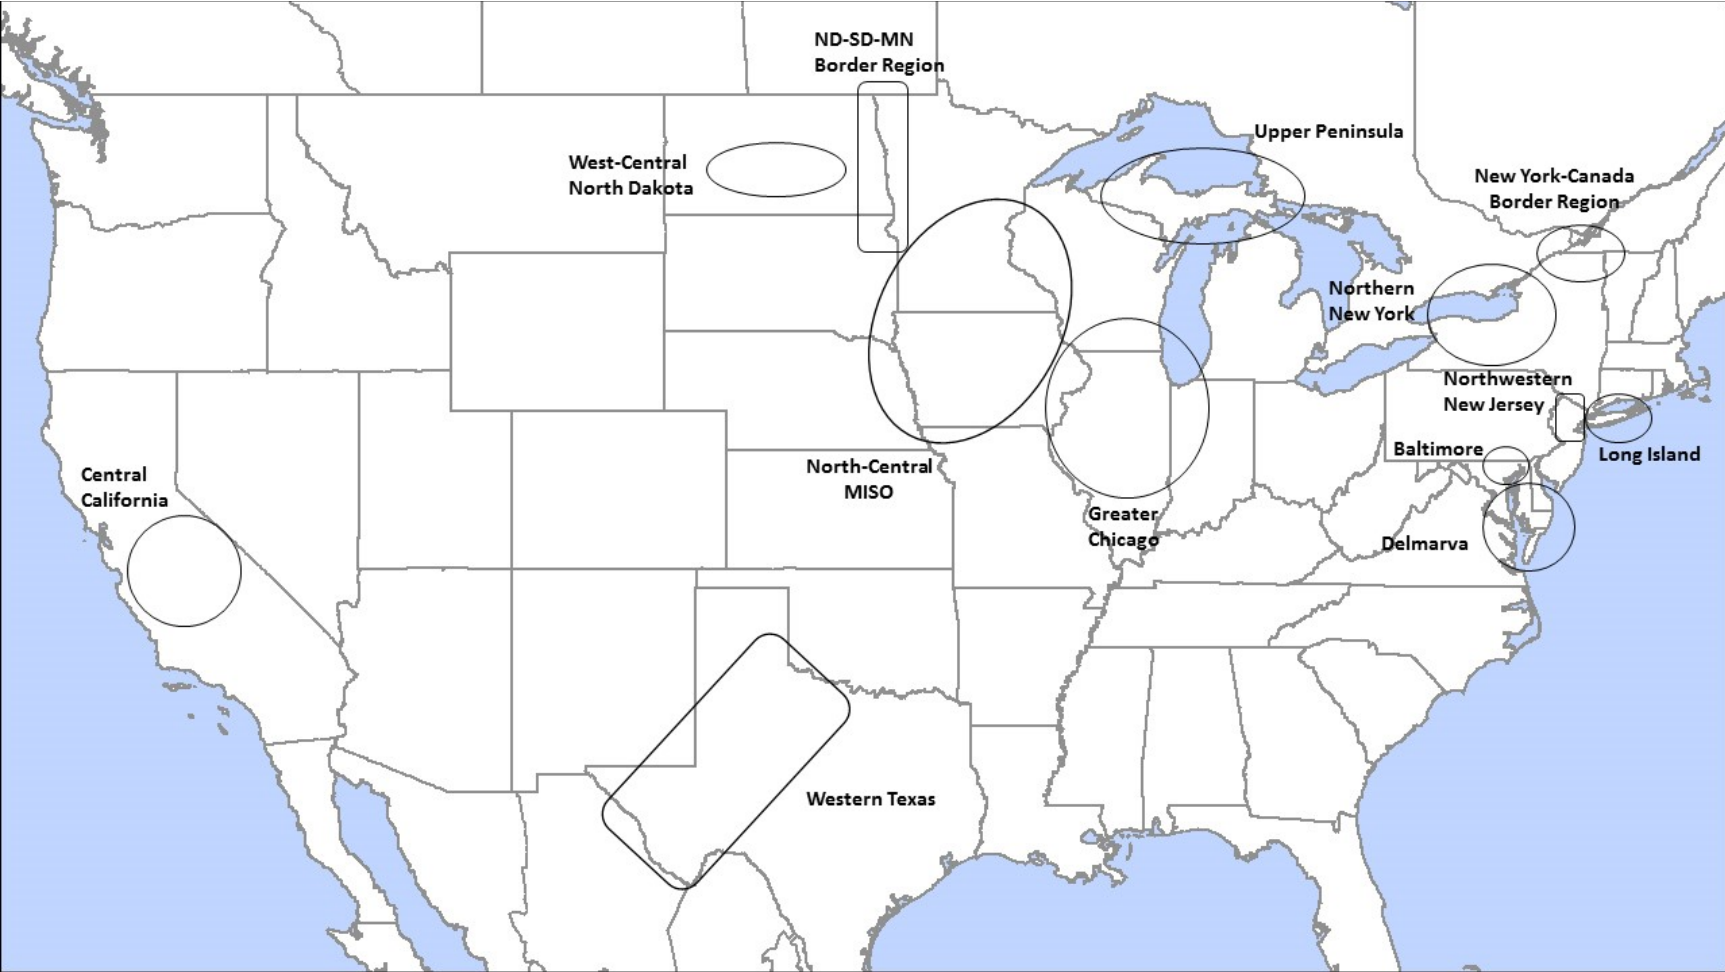 ND-SD-MN
Border Region
Upper Peninsula
West-Central
North Dakota
New York-Canada
Border Region
Northern
New York
Northwestern
New Jersey
Baltimore
Long Island
Central
California
North-Central
MISO
Greater
Chicago
Delmarva
Western Texas